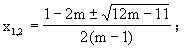 x₁,₂ = (1 − 2m ± √(12m − 11)) / (2(m − 1)) ;